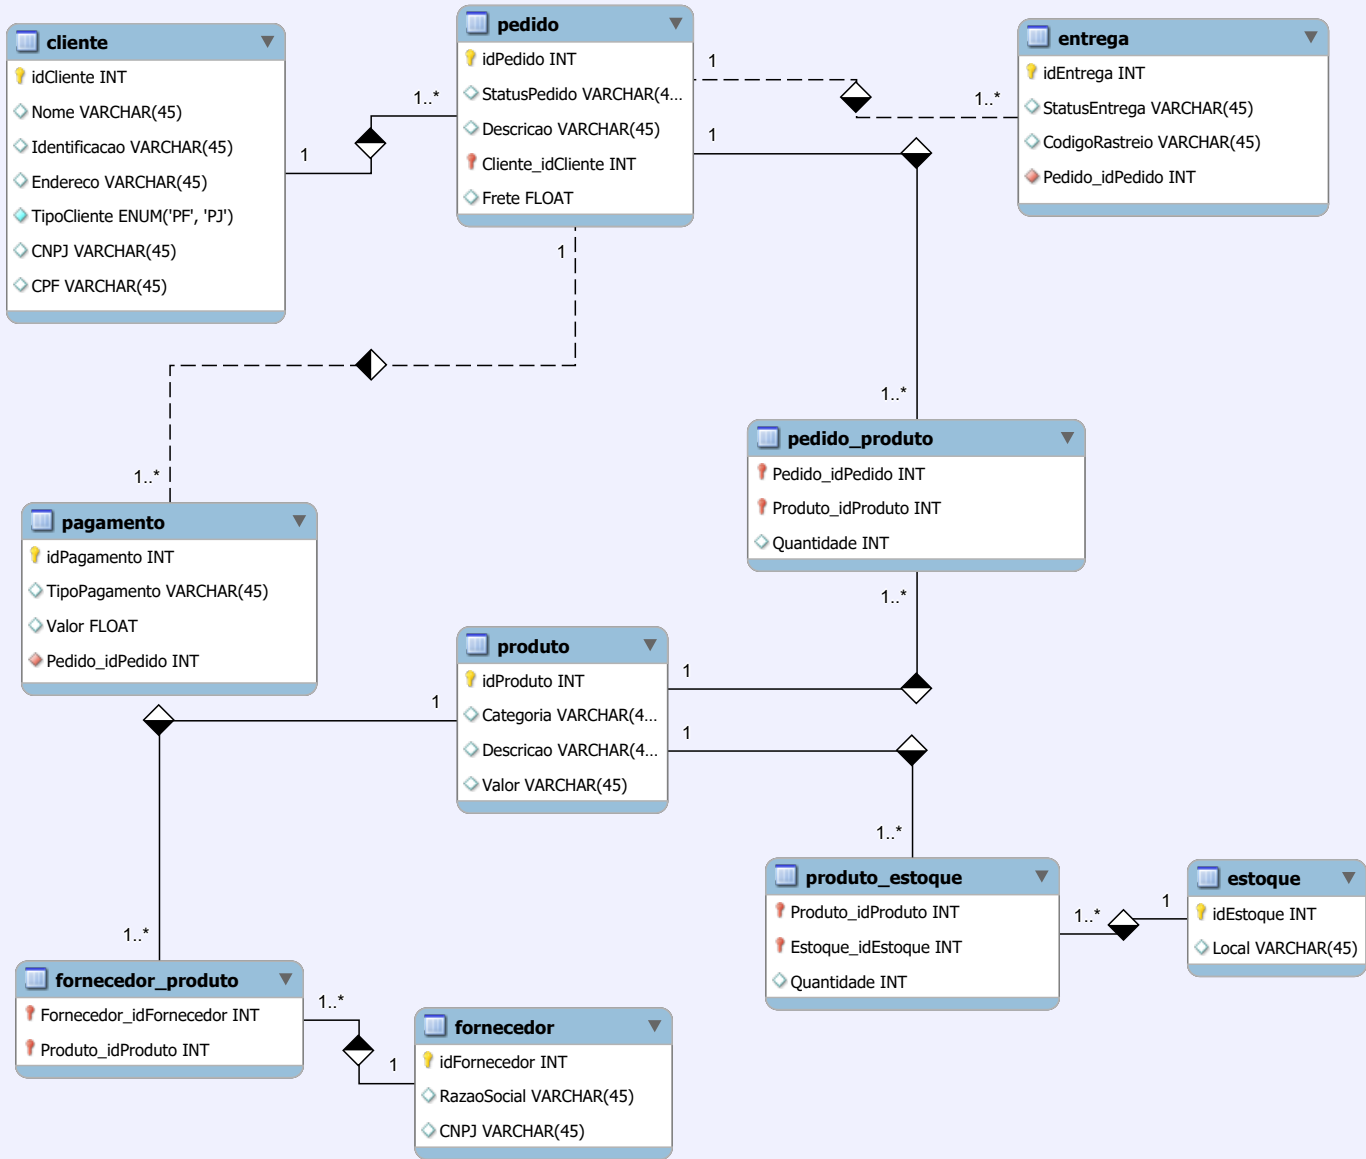 cliente
idCliente INT
Nome VARCHAR(45)
Identificacao VARCHAR(45)
Endereco VARCHAR(45)
TipoCliente ENUM('PF', 'PJ')
CNPJ VARCHAR(45)
CPF VARCHAR(45)
1
1..*
pedido
idPedido INT
StatusPedido VARCHAR(4...
Descricao VARCHAR(45)
Cliente_idCliente INT
Frete FLOAT
1
1..*
1
1
entrega
idEntrega INT
StatusEntrega VARCHAR(45)
CodigoRastreio VARCHAR(45)
Pedido_idPedido INT
1..*
pedido_produto
Pedido_idPedido INT
Produto_idProduto INT
Quantidade INT
1..*
1..*
pagamento
idPagamento INT
TipoPagamento VARCHAR(45)
Valor FLOAT
Pedido_idPedido INT
produto
idProduto INT
Categoria VARCHAR(4...
Descricao VARCHAR(4...
Valor VARCHAR(45)
1
1
1
1..*
produto_estoque
Produto_idProduto INT
Estoque_idEstoque INT
Quantidade INT
1..*
1
estoque
idEstoque INT
Local VARCHAR(45)
1..*
fornecedor_produto
Fornecedor_idFornecedor INT
Produto_idProduto INT
1..*
1
fornecedor
idFornecedor INT
RazaoSocial VARCHAR(45)
CNPJ VARCHAR(45)